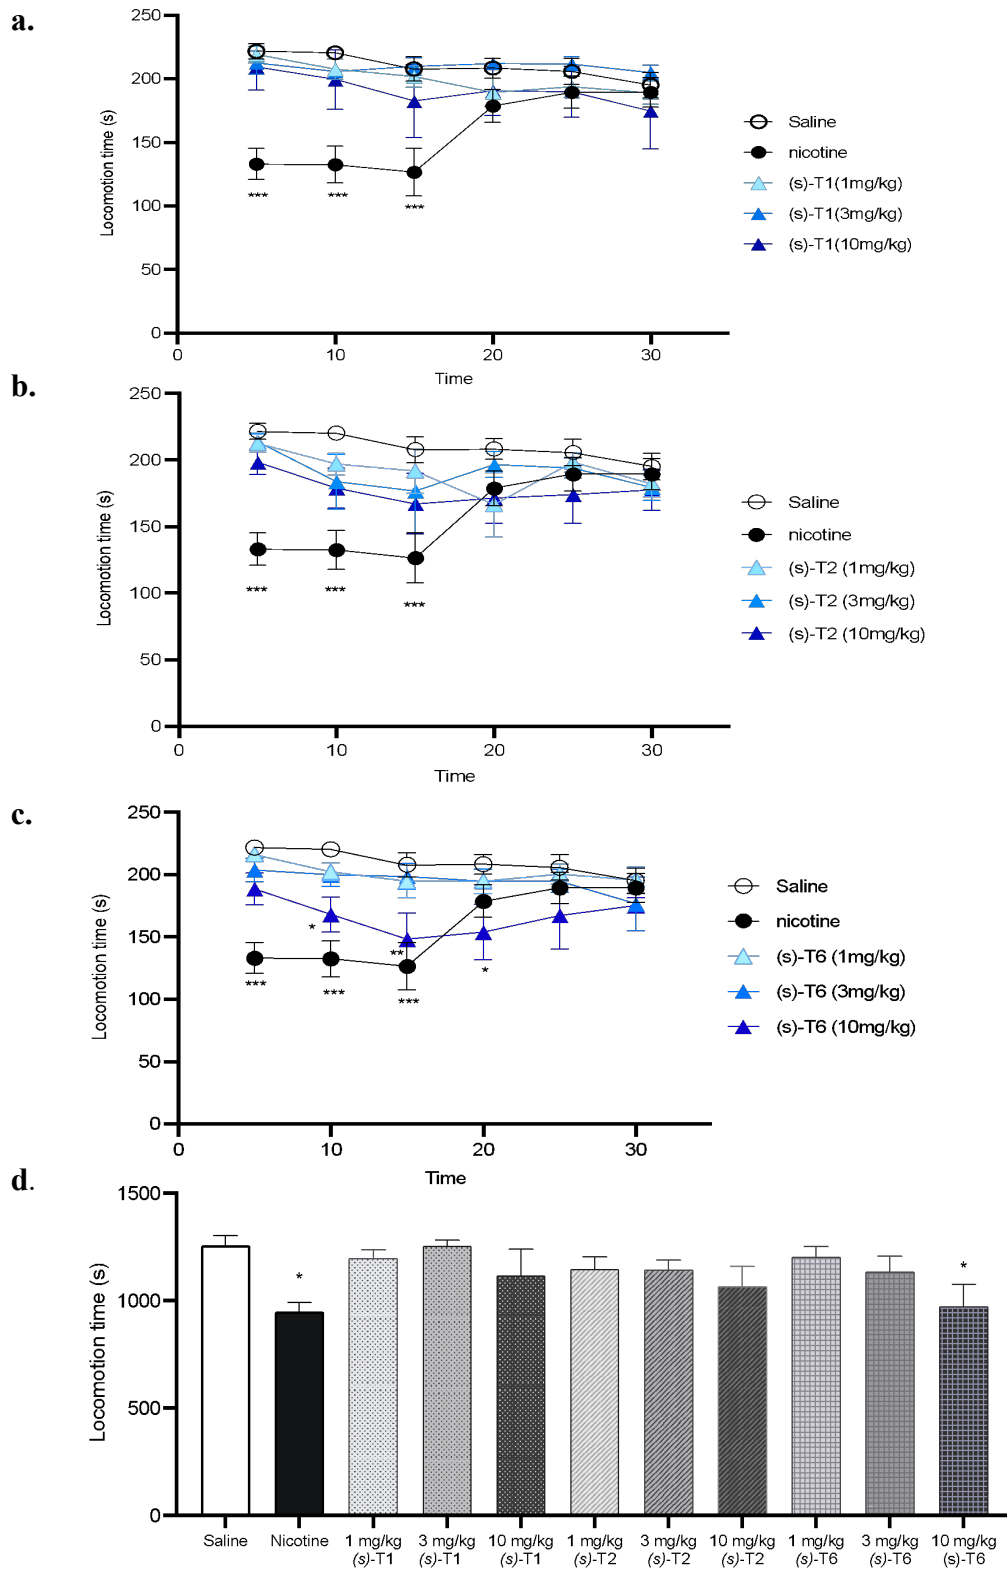 a.
250
200
150
100
50
0
Locomotion time (s)
*** *** ***
0 10 20 30
Time
Saline
nicotine
(s)-T1(1mg/kg)
(s)-T1(3mg/kg)
(s)-T1(10mg/kg)
b.
250
200
150
100
50
0
Locomotion time (s)
*** *** ***
0 10 20 30
Time
Saline
nicotine
(s)-T2 (1mg/kg)
(s)-T2 (3mg/kg)
(s)-T2 (10mg/kg)
c.
250
200
150
100
50
0
Locomotion time (s)
* ** *
*** *** ***
0 10 20 30
Time
Saline
nicotine
(s)-T6 (1mg/kg)
(s)-T6 (3mg/kg)
(s)-T6 (10mg/kg)
d.
1500
1000
500
0
Locomotion time (s)
* *
Saline Nicotine 1 mg/kg 3 mg/kg 10 mg/kg 1 mg/kg 3 mg/kg 10 mg/kg 1 mg/kg 3 mg/kg 10 mg/kg
(s)-T1 (s)-T1 (s)-T1 (s)-T2 (s)-T2 (s)-T2 (s)-T6 (s)-T6 (s)-T6